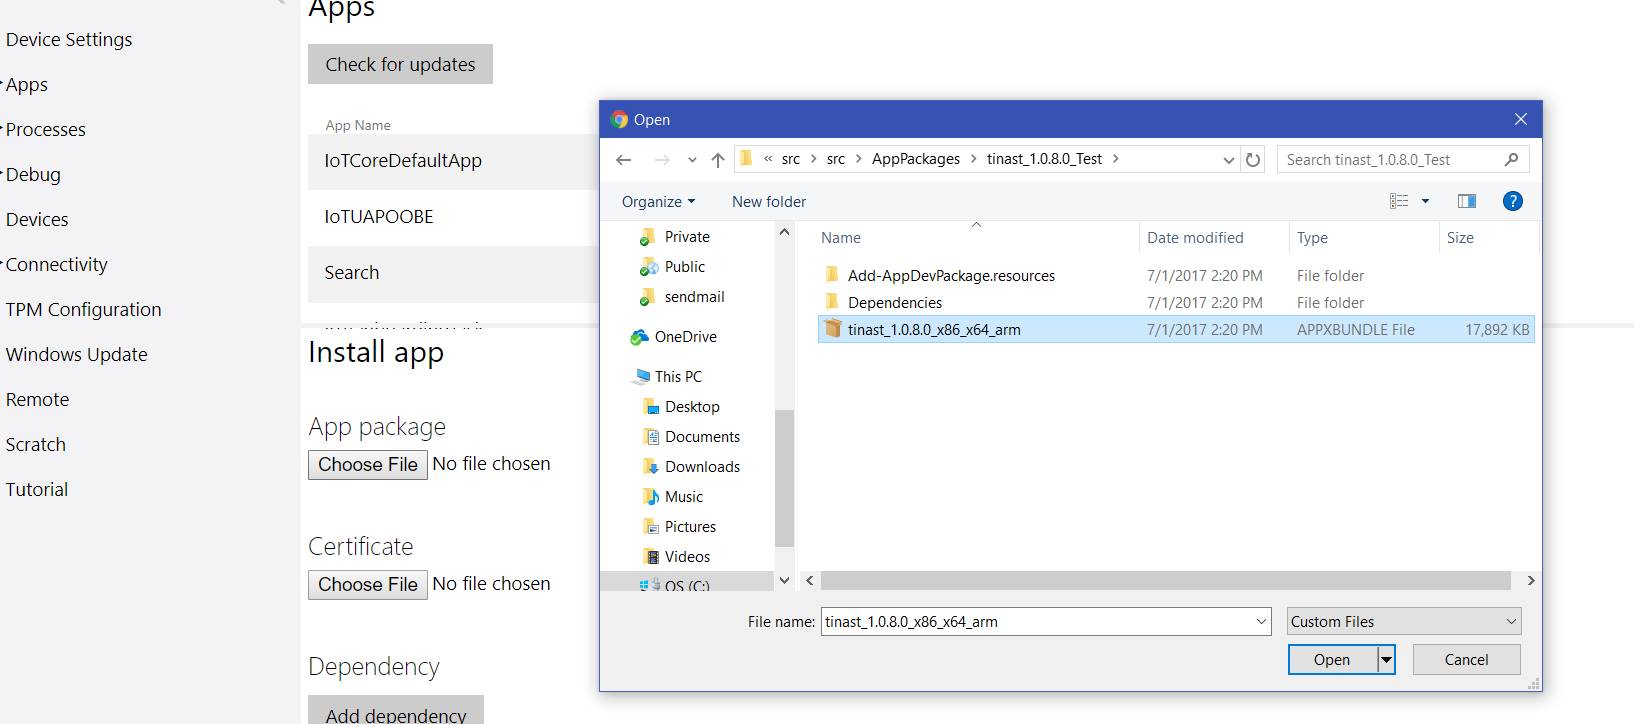 Apps
Device Settings
Apps
Processes
Debug
Devices
Connectivity
TPM Configuration
Windows Update
Remote
Scratch
Tutorial
Check for updates
App Name
IoTCoreDefaultApp
IoTUAPOOBE
Search
Install app
App package
Choose File No file chosen
Certificate
Choose File No file chosen
Dependency
Add dependency
Open
« src > src > AppPackages > tinast_1.0.8.0_Test >
Search tinast_1.0.8.0_Test
Organize New folder
?
Private
Public
sendmail
OneDrive
This PC
Desktop
Documents
Downloads
Music
Pictures
Videos
OS (C:)
Name Date modified Type Size
Add-AppDevPackage.resources 7/1/2017 2:20 PM File folder
Dependencies 7/1/2017 2:20 PM File folder
tinast_1.0.8.0_x86_x64_arm 7/1/2017 2:20 PM APPXBUNDLE File 17,892 KB
File name: tinast_1.0.8.0_x86_x64_arm Custom Files
Open Cancel